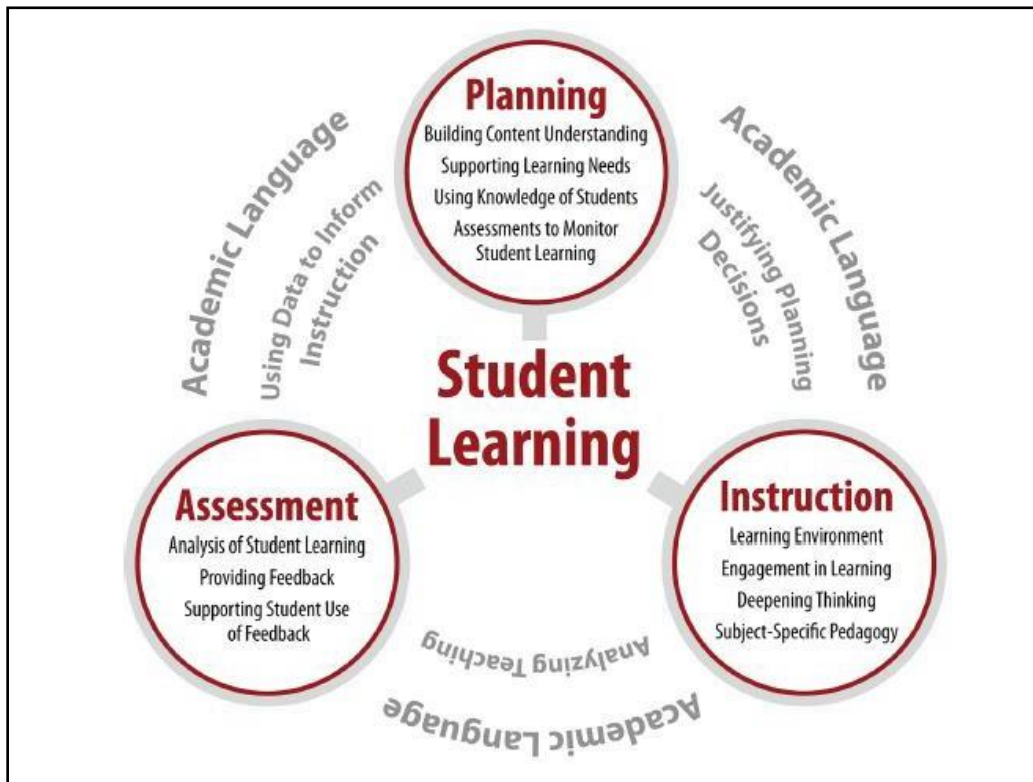 Planning
Building Content Understanding
Supporting Learning Needs
Using Knowledge of Students
Assessments to Monitor
Student Learning
Academic Language
Using Data to Inform
Instruction
Academic Language
Justifying Planning
Decisions
Student
Learning
Assessment
Analysis of Student Learning
Providing Feedback
Supporting Student Use
of Feedback
Instruction
Learning Environment
Engagement in Learning
Deepening Thinking
Subject-Specific Pedagogy
Analyzing Teaching
Academic Language